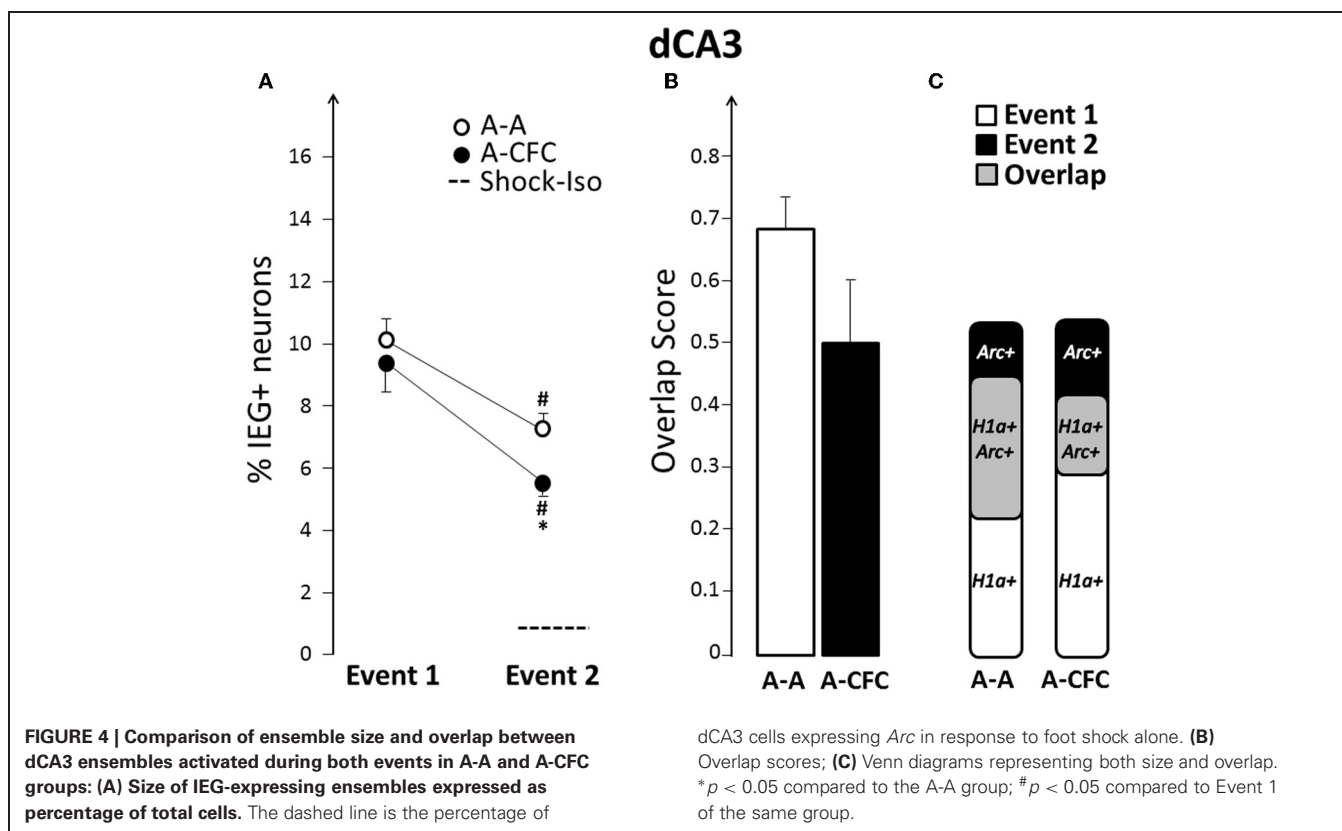 dCA3
A
B
C
16
14
12
10
8
6
4
2
0
% IEG+ neurons
A-A
A-CFC
Shock-Iso
#
#
*
Event 1
Event 2
0.8
0.7
0.6
0.5
0.4
0.3
0.2
0.1
0
Overlap Score
A-A
A-CFC
Event 1
Event 2
Overlap
Arc+
Arc+
H1a+
Arc+
H1a+
Arc+
H1a+
H1a+
A-A
A-CFC
FIGURE 4 | Comparison of ensemble size and overlap between
dCA3 ensembles activated during both events in A-A and A-CFC
groups: (A) Size of IEG-expressing ensembles expressed as
percentage of total cells. The dashed line is the percentage of
dCA3 cells expressing Arc in response to foot shock alone. (B)
Overlap scores; (C) Venn diagrams representing both size and overlap.
*p < 0.05 compared to the A-A group; #p < 0.05 compared to Event 1
of the same group.